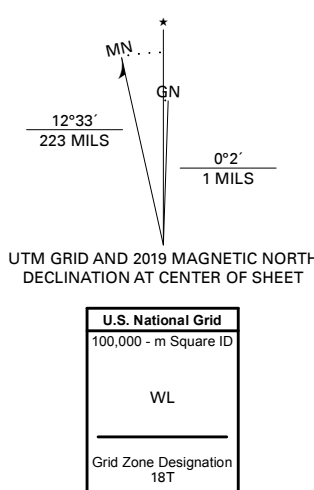 ★
MN
GN
12°33´
223 MILS
0°2´
1 MILS
UTM GRID AND 2019 MAGNETIC NORTH
DECLINATION AT CENTER OF SHEET
U.S. National Grid
100,000 - m Square ID
WL
Grid Zone Designation
18T